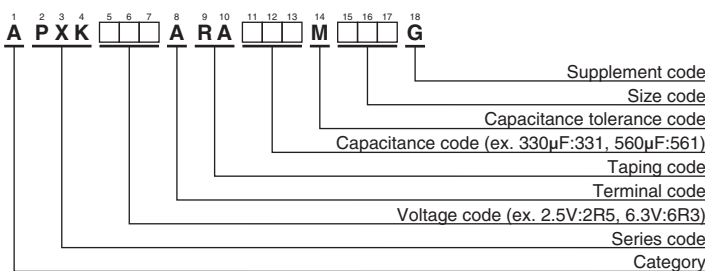 1 2 3 4 5 6 7 8 9 10 11 12 13 14 15 16 17 18
A P X K A R A M G
Supplement code
Size code
Capacitance tolerance code
Capacitance code (ex. 330μF:331, 560μF:561)
Taping code
Terminal code
Voltage code (ex. 2.5V:2R5, 6.3V:6R3)
Series code
Category